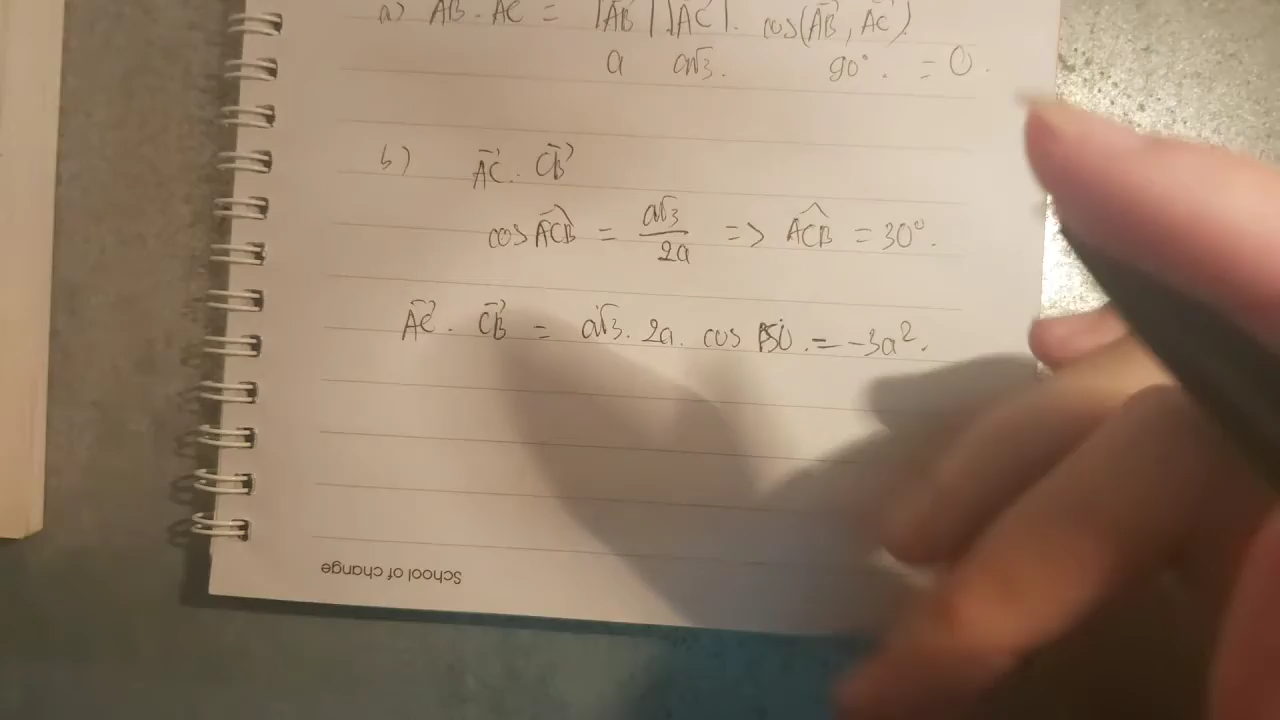 a) AB⃗ . AC⃗ = |AB⃗| |AC⃗| . cos(AB⃗, AC⃗)
a a√3 . 90° . = 0 .
b) AC⃗ . CB⃗
cos ACB^ = a√3/2a => ACB^ = 30° .
AC⃗ . CB⃗ = a√3 . 2a . cos 150 . = -3a² .
School of change